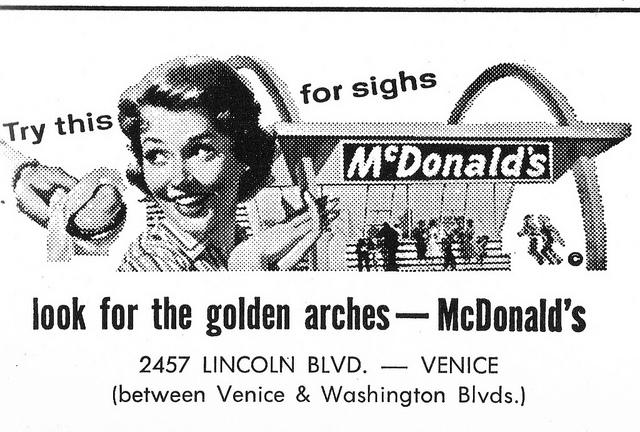 Try this for sighs
McDonald's
©
look for the golden arches — McDonald's
2457 LINCOLN BLVD. — VENICE
(between Venice & Washington Blvds.)